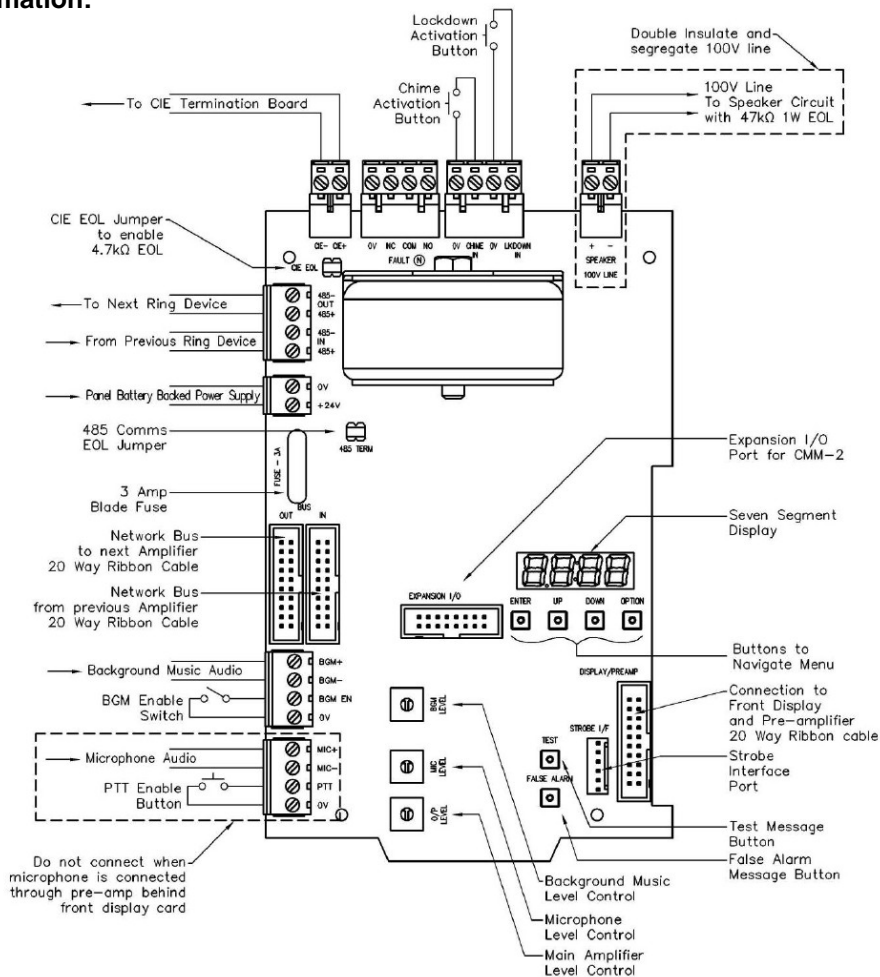 mation:
Lockdown
Activation
Button
Chime
Activation
Button
Double Insulate and
segregate 100V line
100V Line
To Speaker Circuit
with 47kΩ 1W EOL
To CIE Termination Board
CIE EOL Jumper
to enable
4.7kΩ EOL
CIE- CIE+
0V NC COM NO
FAULT N
0V CHIME IN 0V LKDOWN IN
+ -
SPEAKER
100V LINE
CIE EOL
To Next Ring Device
485-
OUT
485+
From Previous Ring Device
485-
IN
485+
Panel Battery Backed Power Supply
0V
+24V
485 Comms
EOL Jumper
485 TERM
FUSE - 3A
3 Amp
Blade Fuse
BUS
OUT IN
Expansion I/O
Port for CMM-2
Seven Segment
Display
Network Bus
to next Amplifier
20 Way Ribbon Cable
Network Bus
from previous Amplifier
20 Way Ribbon Cable
8.8:8.8
EXPANSION I/O
ENTER UP DOWN OPTION
Buttons to
Navigate Menu
Background Music Audio
BGM+
BGM-
BGM Enable
Switch
BGM EN
0V
BGM LEVEL
DISPLAY/PREAMP
Connection to
Front Display
and Pre-amplifier
20 Way Ribbon cable
STROBE I/F
Strobe
Interface
Port
Microphone Audio
MIC+
MIC-
PTT Enable
Button
PTT
0V
MIC LEVEL
O/P LEVEL
TEST
FALSE ALARM
Test Message
Button
False Alarm
Message Button
Do not connect when
microphone is connected
through pre-amp behind
front display card
Background Music
Level Control
Microphone
Level Control
Main Amplifier
Level Control